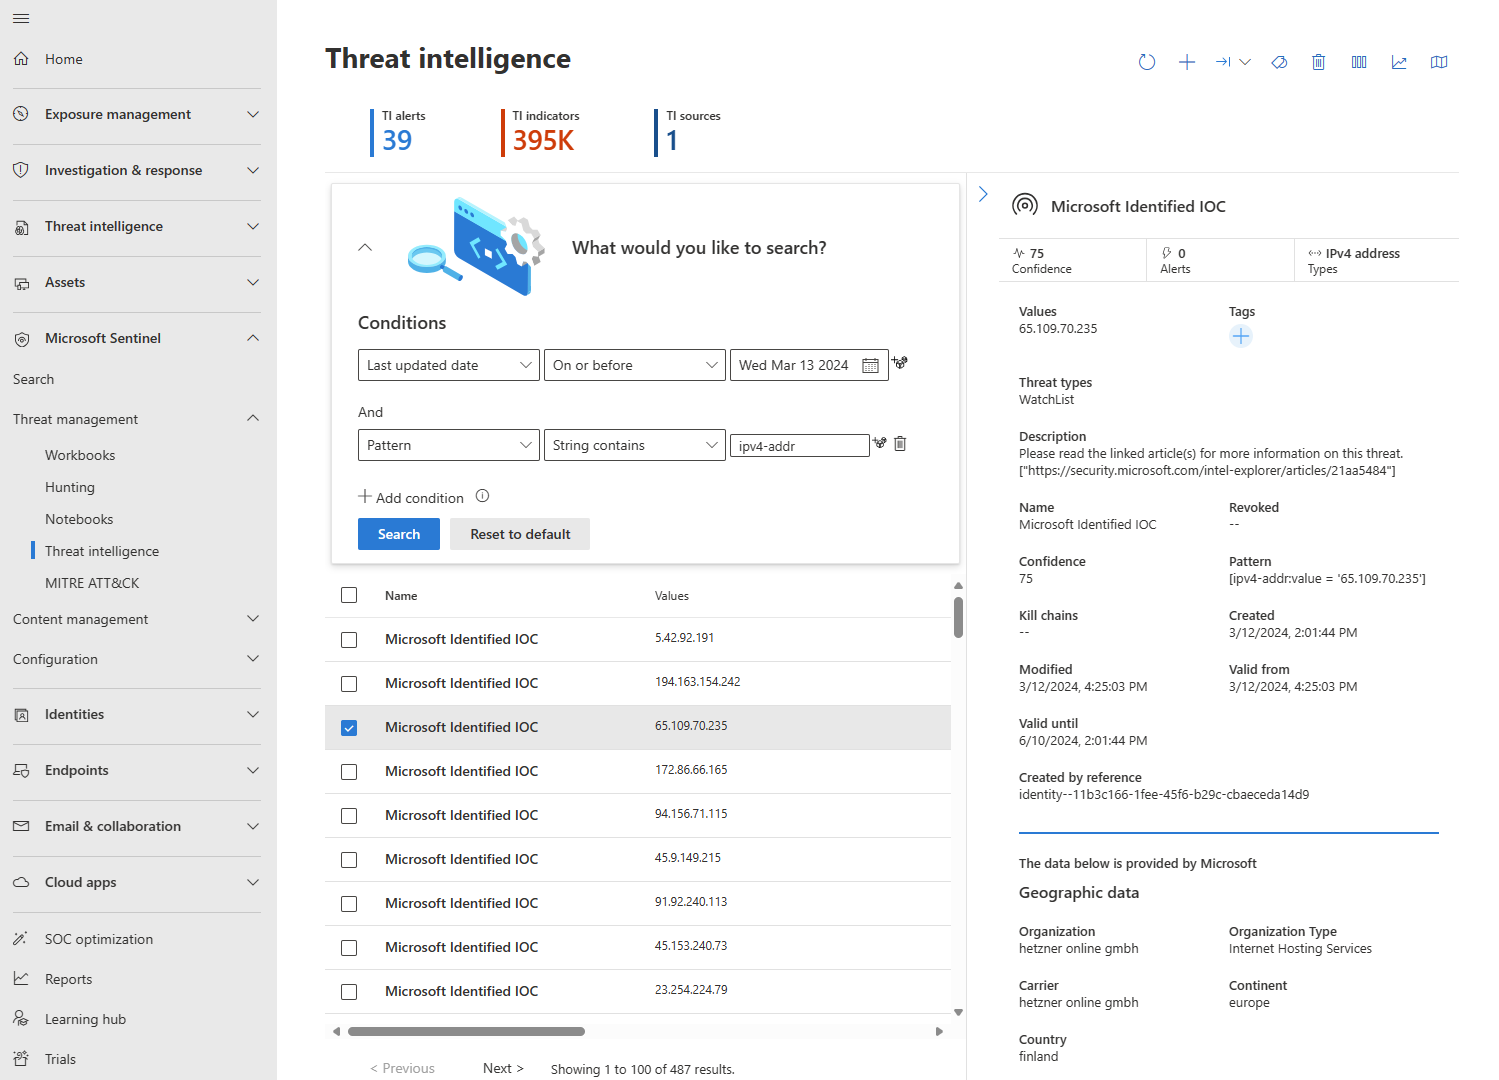 Home
Exposure management
Investigation & response
Threat intelligence
Assets
Microsoft Sentinel
Search
Threat management
Workbooks
Hunting
Notebooks
Threat intelligence
MITRE ATT&CK
Content management
Configuration
Identities
Endpoints
Email & collaboration
Cloud apps
SOC optimization
Reports
Learning hub
Trials
Threat intelligence
TI alerts TI indicators TI sources
39 395K 1
What would you like to search?
Conditions
Last updated date On or before Wed Mar 13 2024
And
Pattern String contains ipv4-addr
Add condition
Search Reset to default
Name Values
Microsoft Identified IOC 5.42.92.191
Microsoft Identified IOC 194.163.154.242
Microsoft Identified IOC 65.109.70.235
Microsoft Identified IOC 172.86.66.165
Microsoft Identified IOC 94.156.71.115
Microsoft Identified IOC 45.9.149.215
Microsoft Identified IOC 91.92.240.113
Microsoft Identified IOC 45.153.240.73
Microsoft Identified IOC 23.254.224.79
< Previous Next > Showing 1 to 100 of 487 results.
Microsoft Identified IOC
75 0 IPv4 address
Confidence Alerts Types
Values Tags
65.109.70.235
Threat types
WatchList
Description
Please read the linked article(s) for more information on this threat.
["https://security.microsoft.com/intel-explorer/articles/21aa5484"]
Name Revoked
Microsoft Identified IOC --
Confidence Pattern
75 [ipv4-addr:value = '65.109.70.235']
Kill chains Created
-- 3/12/2024, 2:01:44 PM
Modified Valid from
3/12/2024, 4:25:03 PM 3/12/2024, 4:25:03 PM
Valid until
6/10/2024, 2:01:44 PM
Created by reference
identity--11b3c166-1fee-45f6-b29c-cbaeceda14d9
The data below is provided by Microsoft
Geographic data
Organization Organization Type
hetzner online gmbh Internet Hosting Services
Carrier Continent
hetzner online gmbh europe
Country
finland